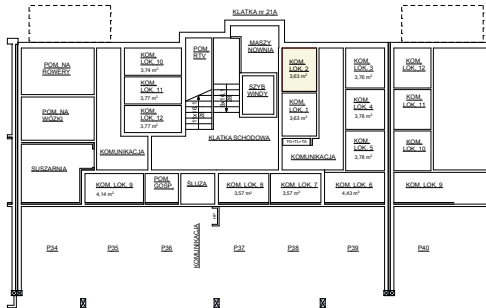 KLATKA nr 21A
POM. NA
ROWERY
POM. NA
WÓZKI
SUSZARNIA
KOM.
LOK. 10
3,74 m²
KOM.
LOK. 11
3,77 m²
KOM.
LOK. 12
3,77 m²
POM.
RTV
MASZY
NOWNIA
SZYB
WINDY
KLATKA SCHODOWA
KOMUNIKACJA
KOM.
LOK. 2
3,63 m²
KOM.
LOK. 1
3,63 m²
TG+TL+TA
KOMUNIKACJA
KOM.
LOK. 3
3,78 m²
KOM.
LOK. 4
3,78 m²
KOM.
LOK. 5
3,78 m²
KOM.
LOK. 12
KOM.
LOK. 11
KOM.
LOK. 10
KOM. LOK. 9
4,14 m²
POM.
GOSP.
ŚLUZA
KOM. LOK. 8
3,57 m²
KOM. LOK. 7
3,57 m²
KOM. LOK. 6
4,43 m²
KOM. LOK. 9
HP
KOMUNIKACJA
P34
P35
P36
P37
P38
P39
P40